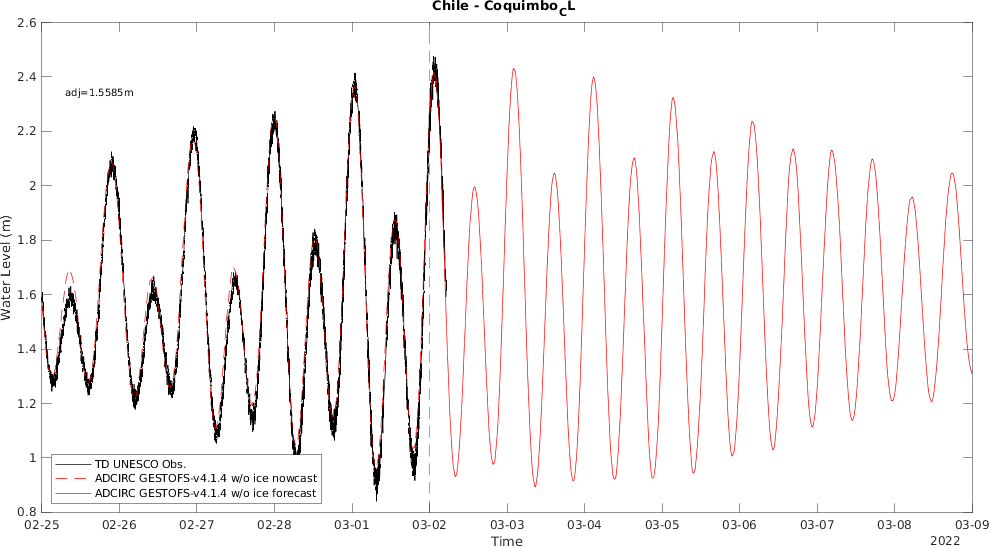 Chile - Coquimbo_CL
2.6
2.4
adj=1.5585m
2.2
2
1.8
Water Level (m)
1.6
1.4
1.2
1
TD UNESCO Obs.
ADCIRC GESTOFS-v4.1.4 w/o ice nowcast
ADCIRC GESTOFS-v4.1.4 w/o ice forecast
0.8
02-25 02-26 02-27 02-28 03-01 03-02 03-03 03-04 03-05 03-06 03-07 03-08 03-09
Time
2022